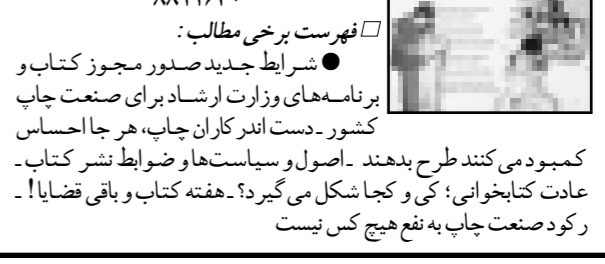 □ فهرست برخی مطالب :
● شرایط جدید صدور مجوز کتاب و
برنامه‌های وزارت ارشاد برای صنعت چاپ
کشور ـ دست اندرکاران چاپ، هر جا احساس
کمبود می‌کنند طرح بدهند ـ اصول و سیاست‌ها و ضوابط نشر کتاب ـ
عادت کتابخوانی؛ کی و کجا شکل می‌گیرد؟ ـ هفته کتاب و باقی قضایا! ـ
رکود صنعت چاپ به نفع هیچ کس نیست